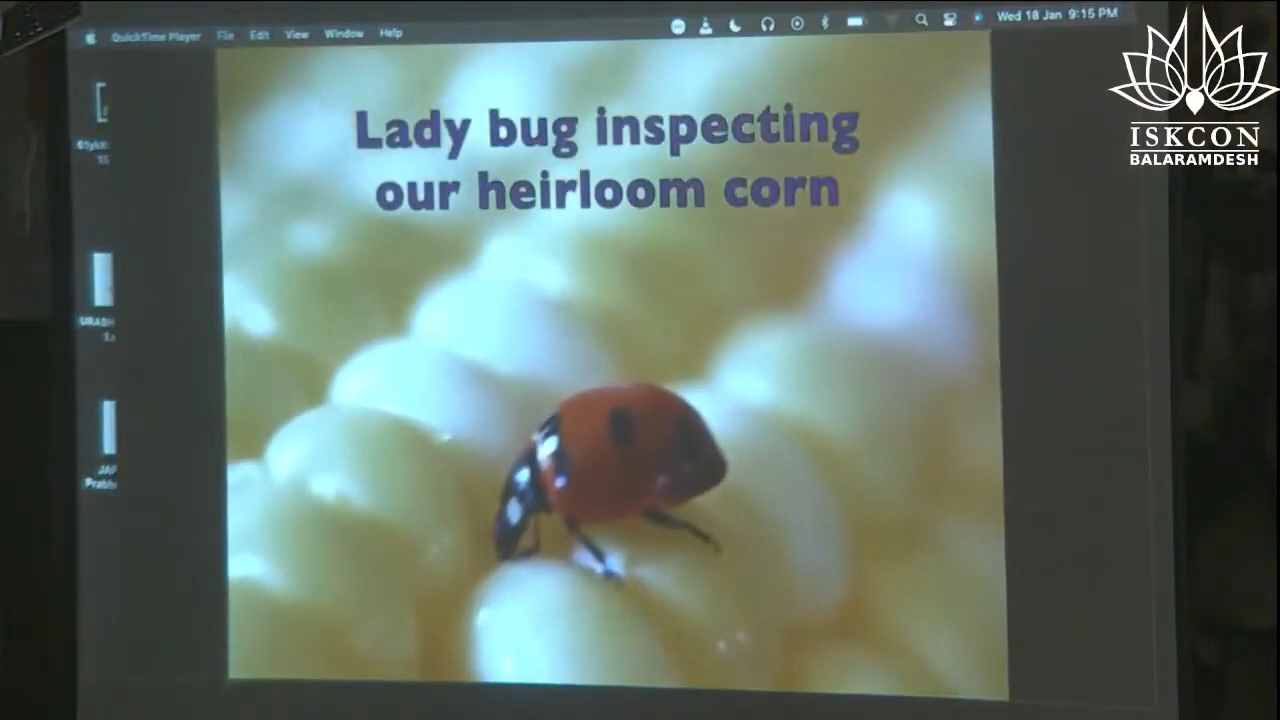 QuickTime Player File Edit View Window Help
Wed 18 Jan 9:15 PM
ISKCON
BALARAMDESH
Lady bug inspecting
our heirloom corn